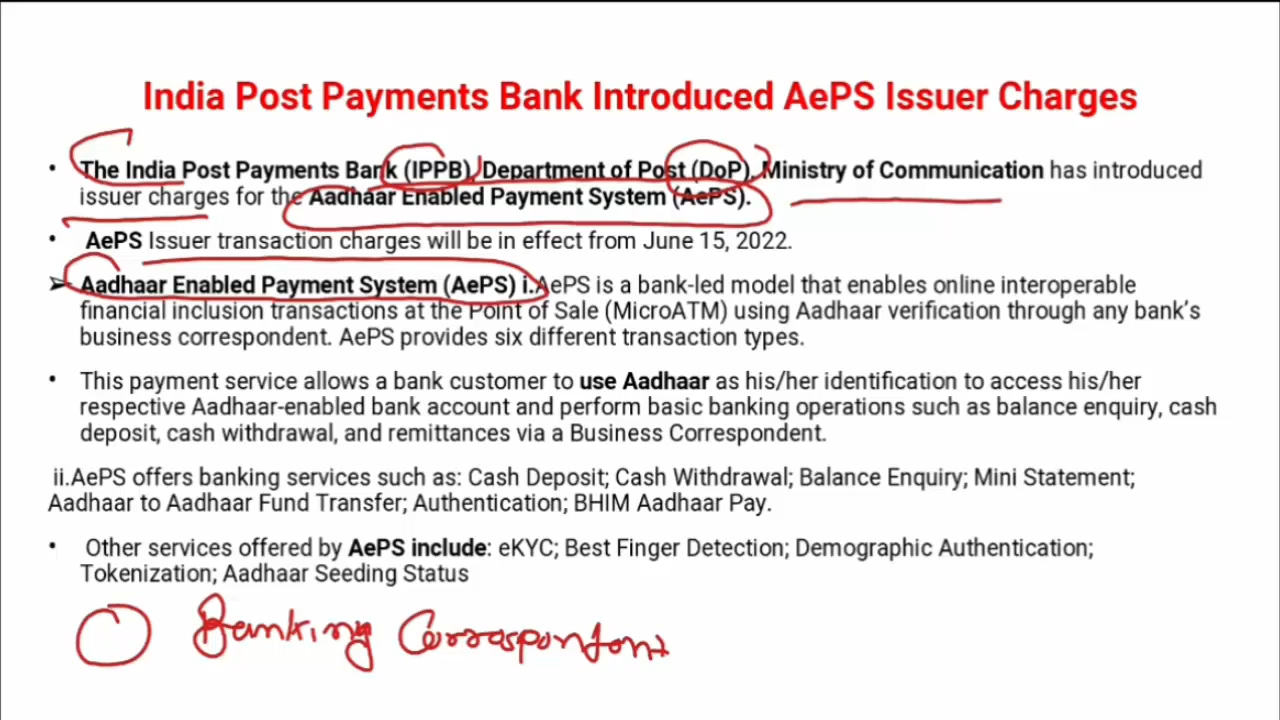 India Post Payments Bank Introduced AePS Issuer Charges
• The India Post Payments Bank (IPPB), Department of Post (DoP), Ministry of Communication has introduced
issuer charges for the Aadhaar Enabled Payment System (AePS).
• AePS Issuer transaction charges will be in effect from June 15, 2022.
➢ Aadhaar Enabled Payment System (AePS) i.AePS is a bank-led model that enables online interoperable
financial inclusion transactions at the Point of Sale (MicroATM) using Aadhaar verification through any bank's
business correspondent. AePS provides six different transaction types.
• This payment service allows a bank customer to use Aadhaar as his/her identification to access his/her
respective Aadhaar-enabled bank account and perform basic banking operations such as balance enquiry, cash
deposit, cash withdrawal, and remittances via a Business Correspondent.
ii.AePS offers banking services such as: Cash Deposit; Cash Withdrawal; Balance Enquiry; Mini Statement;
Aadhaar to Aadhaar Fund Transfer; Authentication; BHIM Aadhaar Pay.
• Other services offered by AePS include: eKYC; Best Finger Detection; Demographic Authentication;
Tokenization; Aadhaar Seeding Status
Banking